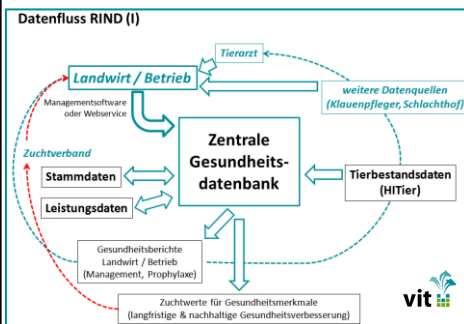 Datenfluss RIND (I)
Tierarzt
Landwirt / Betrieb
weitere Datenquellen
(Klauenpfleger, Schlachthof)
Managementsoftware
oder Webservice
Zentrale
Gesundheits-
datenbank
Zuchtverband
Stammdaten
Tierbestandsdaten
(HITier)
Leistungsdaten
Gesundheitsberichte
Landwirt / Betrieb
(Management, Prophylaxe)
Zuchtwerte für Gesundheitsmerkmale
(langfristige & nachhaltige Gesundheitsverbesserung)
vit